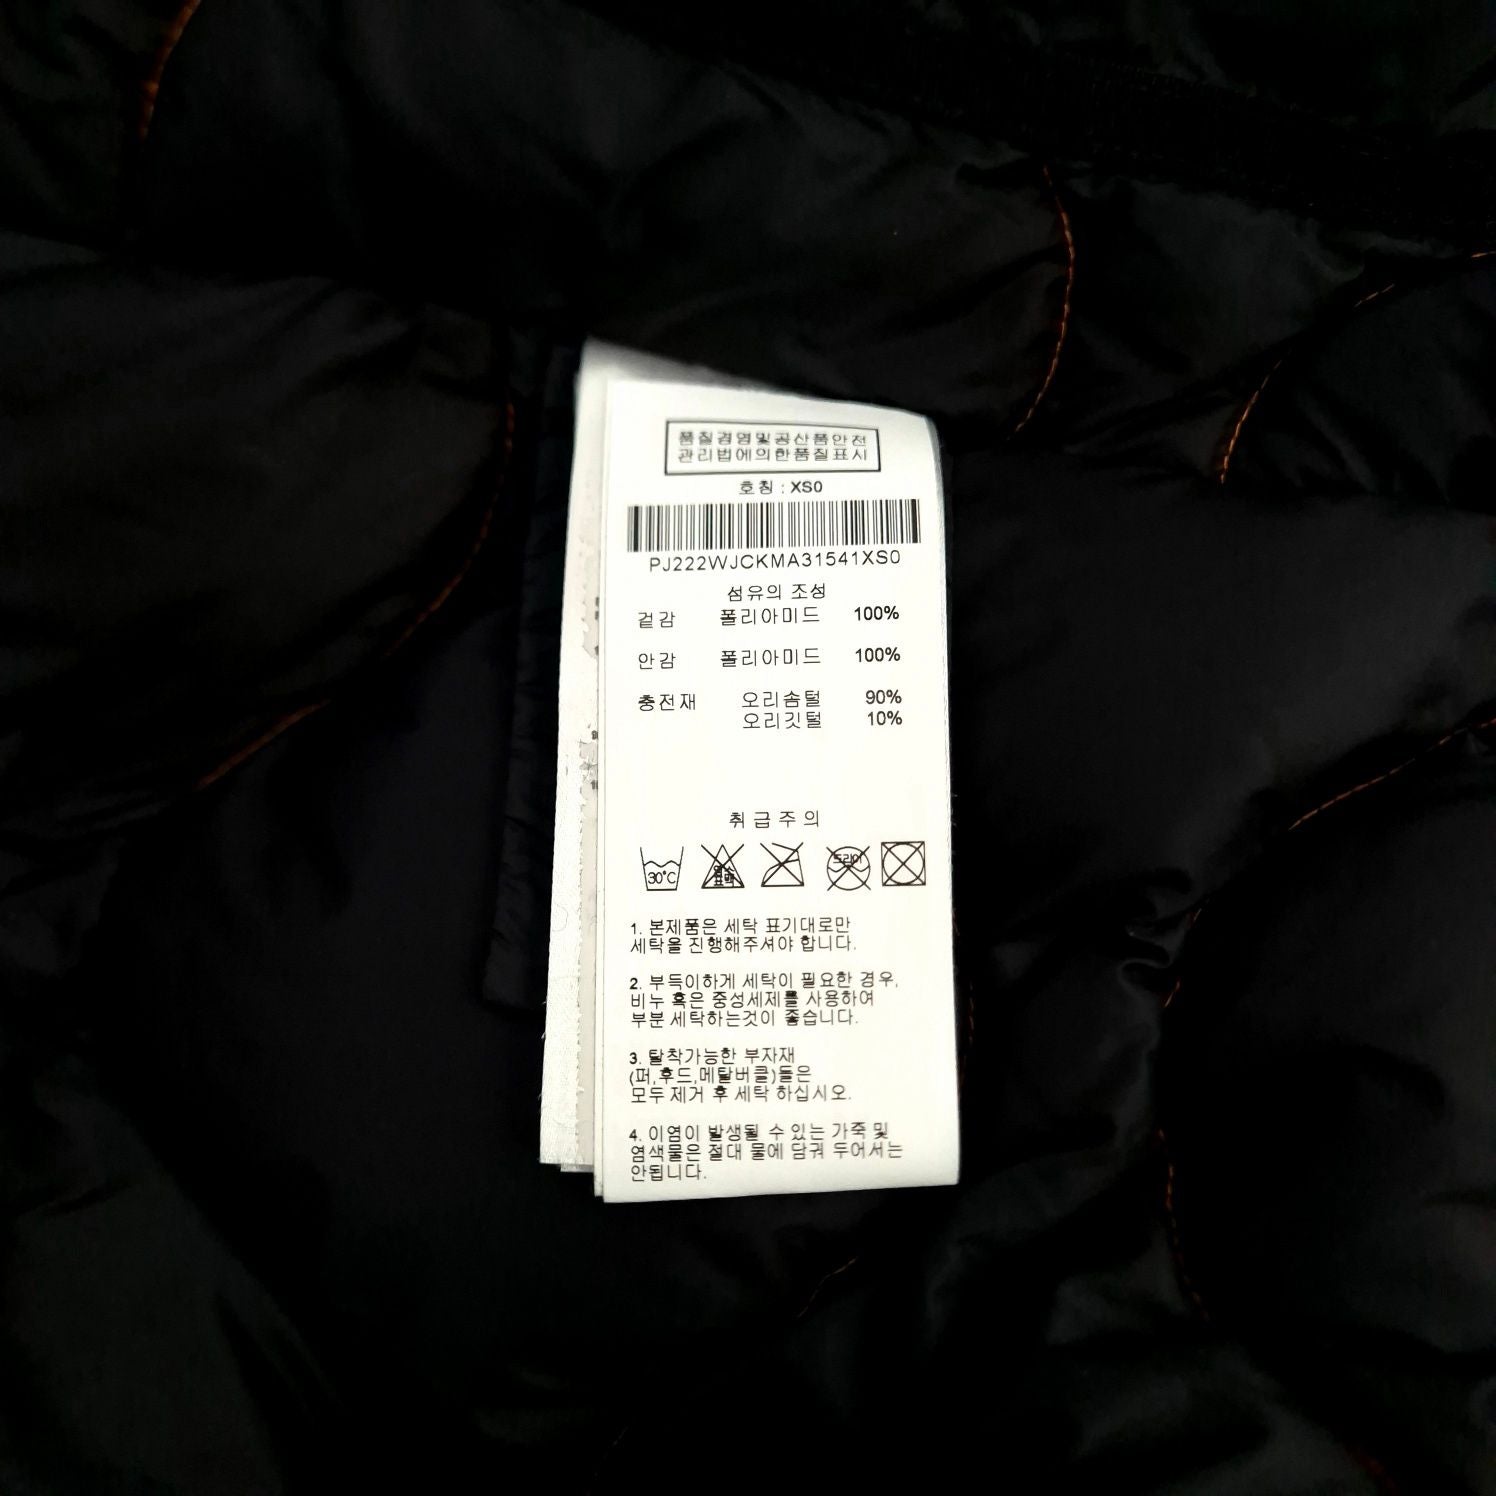 품질경영및공산품안전
관리법에의한품질표시
호칭 : XS0
PJ222WJCKMA31541XS0
섬유의 조성
겉감 폴리아미드 100%
안감 폴리아미드 100%
충전재 오리솜털 90%
오리깃털 10%
취급주의
30°C 염소 표백 드라이
1. 본제품은 세탁 표기대로만
세탁을 진행해주셔야 합니다.
2. 부득이하게 세탁이 필요한 경우,
비누 혹은 중성세제를 사용하여
부분 세탁하는것이 좋습니다.
3. 탈착가능한 부자재
(퍼,후드,메탈버클)들은
모두 제거 후 세탁 하십시오.
4. 이염이 발생될 수 있는 가죽 및
염색물은 절대 물에 담궈 두어서는
안됩니다.